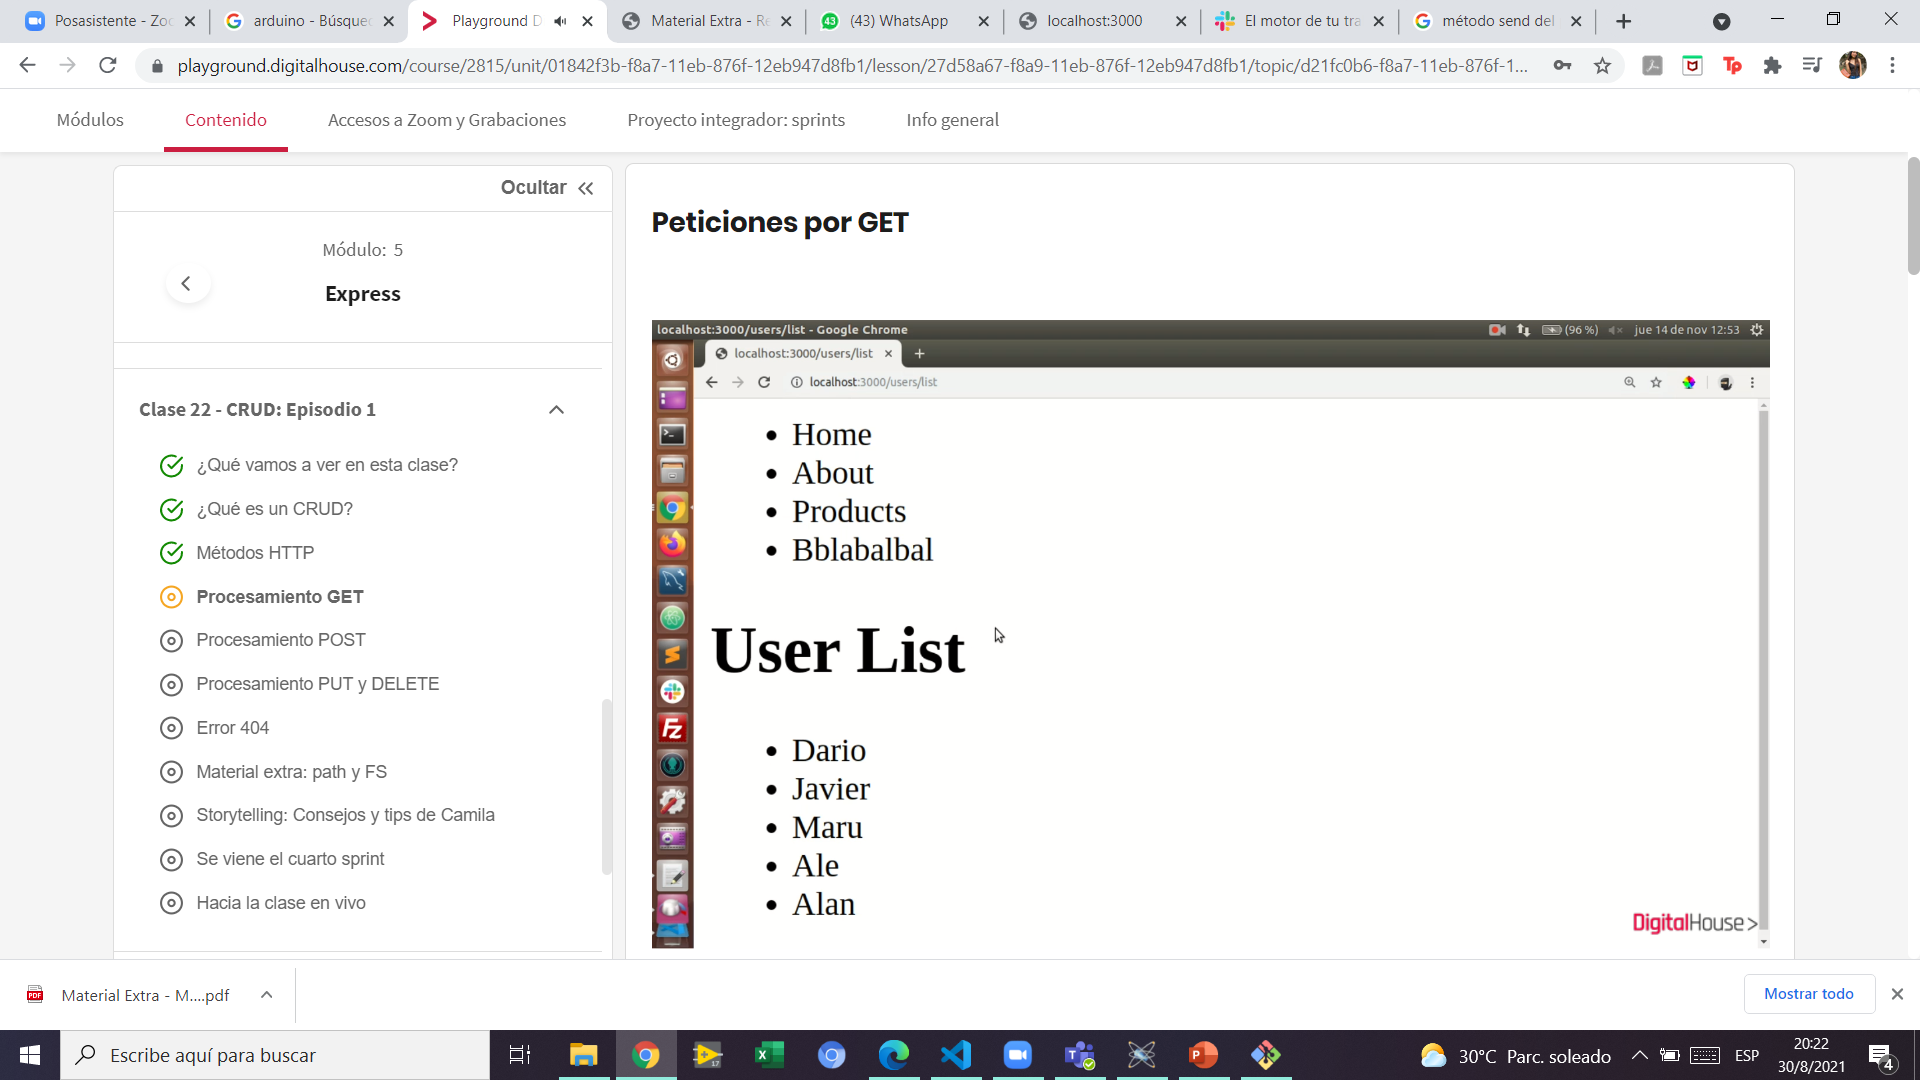 Posasistente - Zoo
arduino - Búsqued
Playground D
Material Extra - Re
(43) WhatsApp
localhost:3000
El motor de tu tra
método send del
playground.digitalhouse.com/course/2815/unit/01842f3b-f8a7-11eb-876f-12eb947d8fb1/lesson/27d58a67-f8a9-11eb-876f-12eb947d8fb1/topic/d21fc0b6-f8a7-11eb-876f-1...
Módulos
Contenido
Accesos a Zoom y Grabaciones
Proyecto integrador: sprints
Info general
Ocultar
Módulo: 5
Express
Clase 22 - CRUD: Episodio 1
¿Qué vamos a ver en esta clase?
¿Qué es un CRUD?
Métodos HTTP
Procesamiento GET
Procesamiento POST
Procesamiento PUT y DELETE
Error 404
Material extra: path y FS
Storytelling: Consejos y tips de Camila
Se viene el cuarto sprint
Hacia la clase en vivo
Peticiones por GET
localhost:3000/users/list - Google Chrome
(96 %)
jue 14 de nov 12:53
localhost:3000/users/list
localhost:3000/users/list
Home
About
Products
Bblabalbal
User List
Dario
Javier
Maru
Ale
Alan
DigitalHouse>
Material Extra - M....pdf
Mostrar todo
Escribe aquí para buscar
30°C Parc. soleado
ESP
20:22
30/8/2021
4